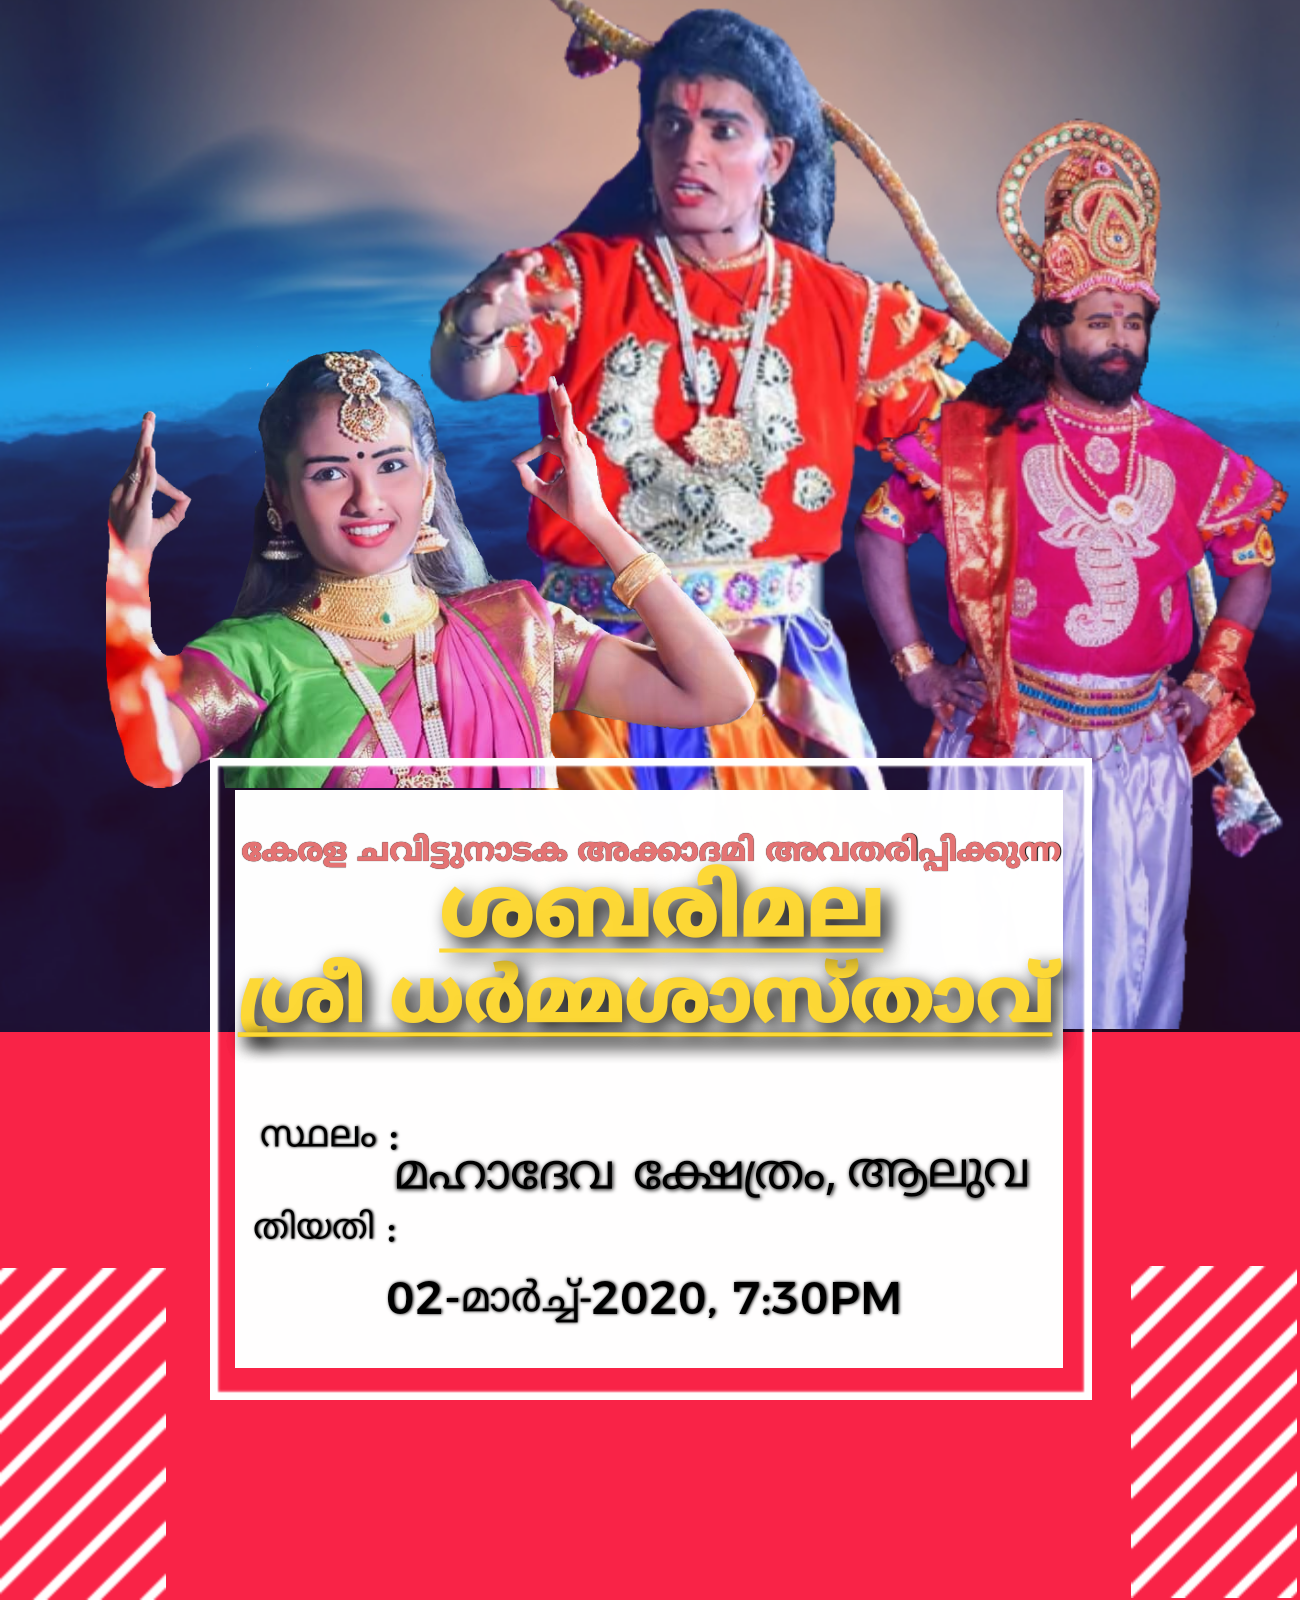 കേരള ചവിട്ടുനാടക അക്കാദമി അവതരിപ്പിക്കുന്ന
ശബരിമല
ശ്രീ ധർമ്മശാസ്താവ്
സ്ഥലം :
മഹാദേവ ക്ഷേത്രം, ആലുവ
തിയതി :
02-മാർച്ച്-2020, 7:30PM